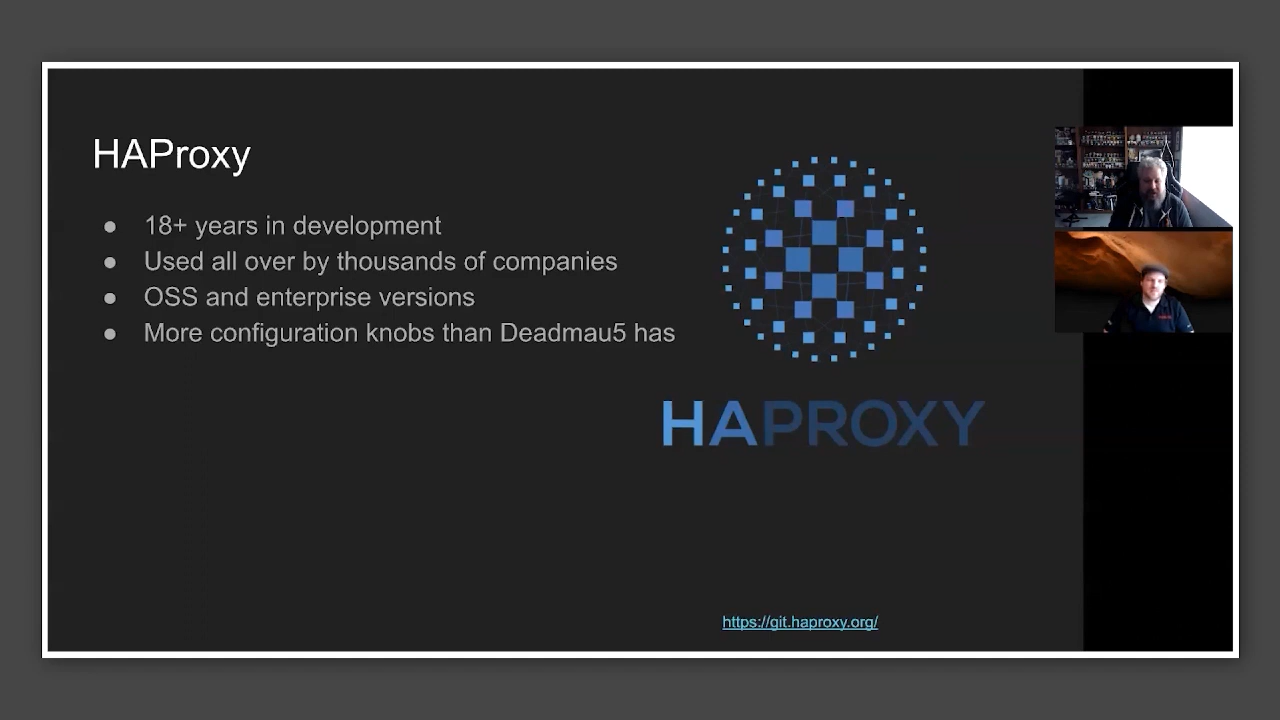 HAProxy
● 18+ years in development
● Used all over by thousands of companies
● OSS and enterprise versions
● More configuration knobs than Deadmau5 has
HAPROXY
https://git.haproxy.org/